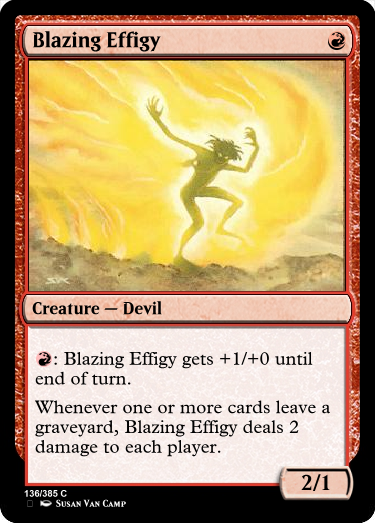 Blazing Effigy
SVC
Creature — Devil
: Blazing Effigy gets +1/+0 until
end of turn.
Whenever one or more cards leave a
graveyard, Blazing Effigy deals 2
damage to each player.
2/1
136/385 C
Susan Van Camp